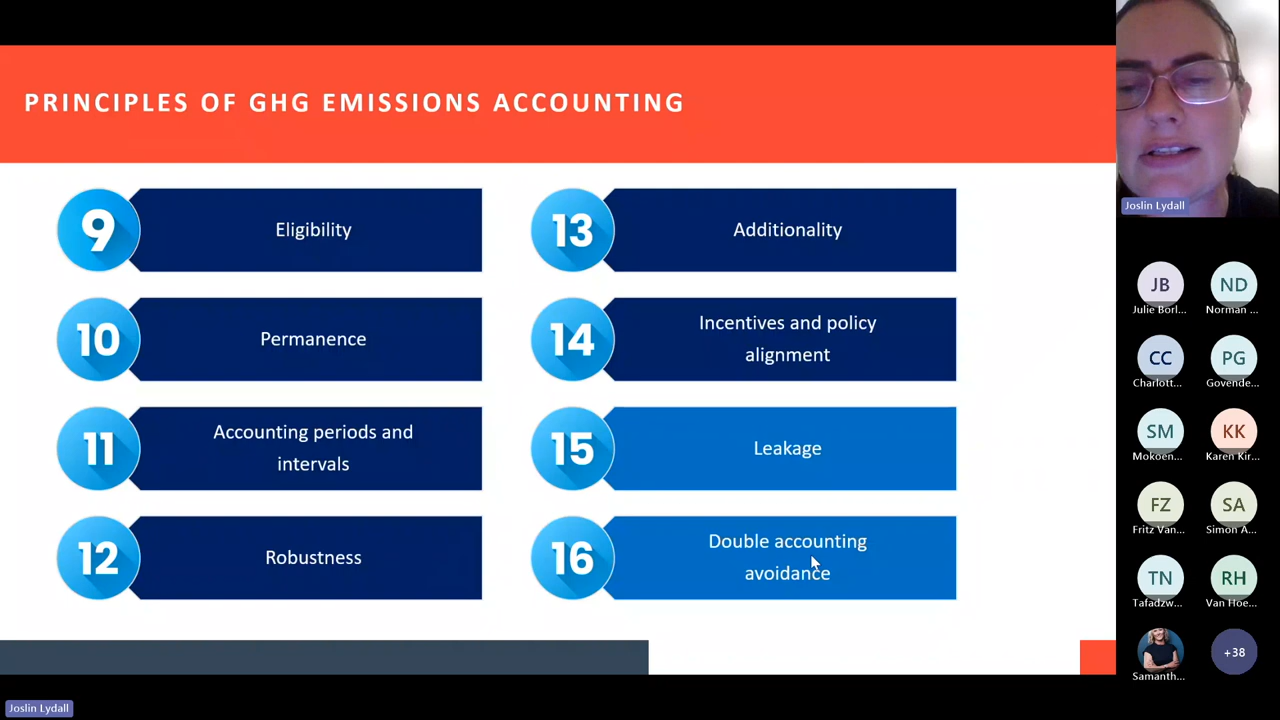 PRINCIPLES OF GHG EMISSIONS ACCOUNTING
9
Eligibility
10
Permanence
11
Accounting periods and
intervals
12
Robustness
13
Additionality
14
Incentives and policy
alignment
15
Leakage
16
Double accounting
avoidance
Joslin Lydall
JB
Julie Borl...
ND
Norman ...
CC
Charlott...
PG
Govende...
SM
Mokoen...
KK
Karen Kir...
FZ
Fritz Van...
SA
Simon A...
TN
Tafadzw...
RH
Van Hoe...
Samanth...
+38
Joslin Lydall